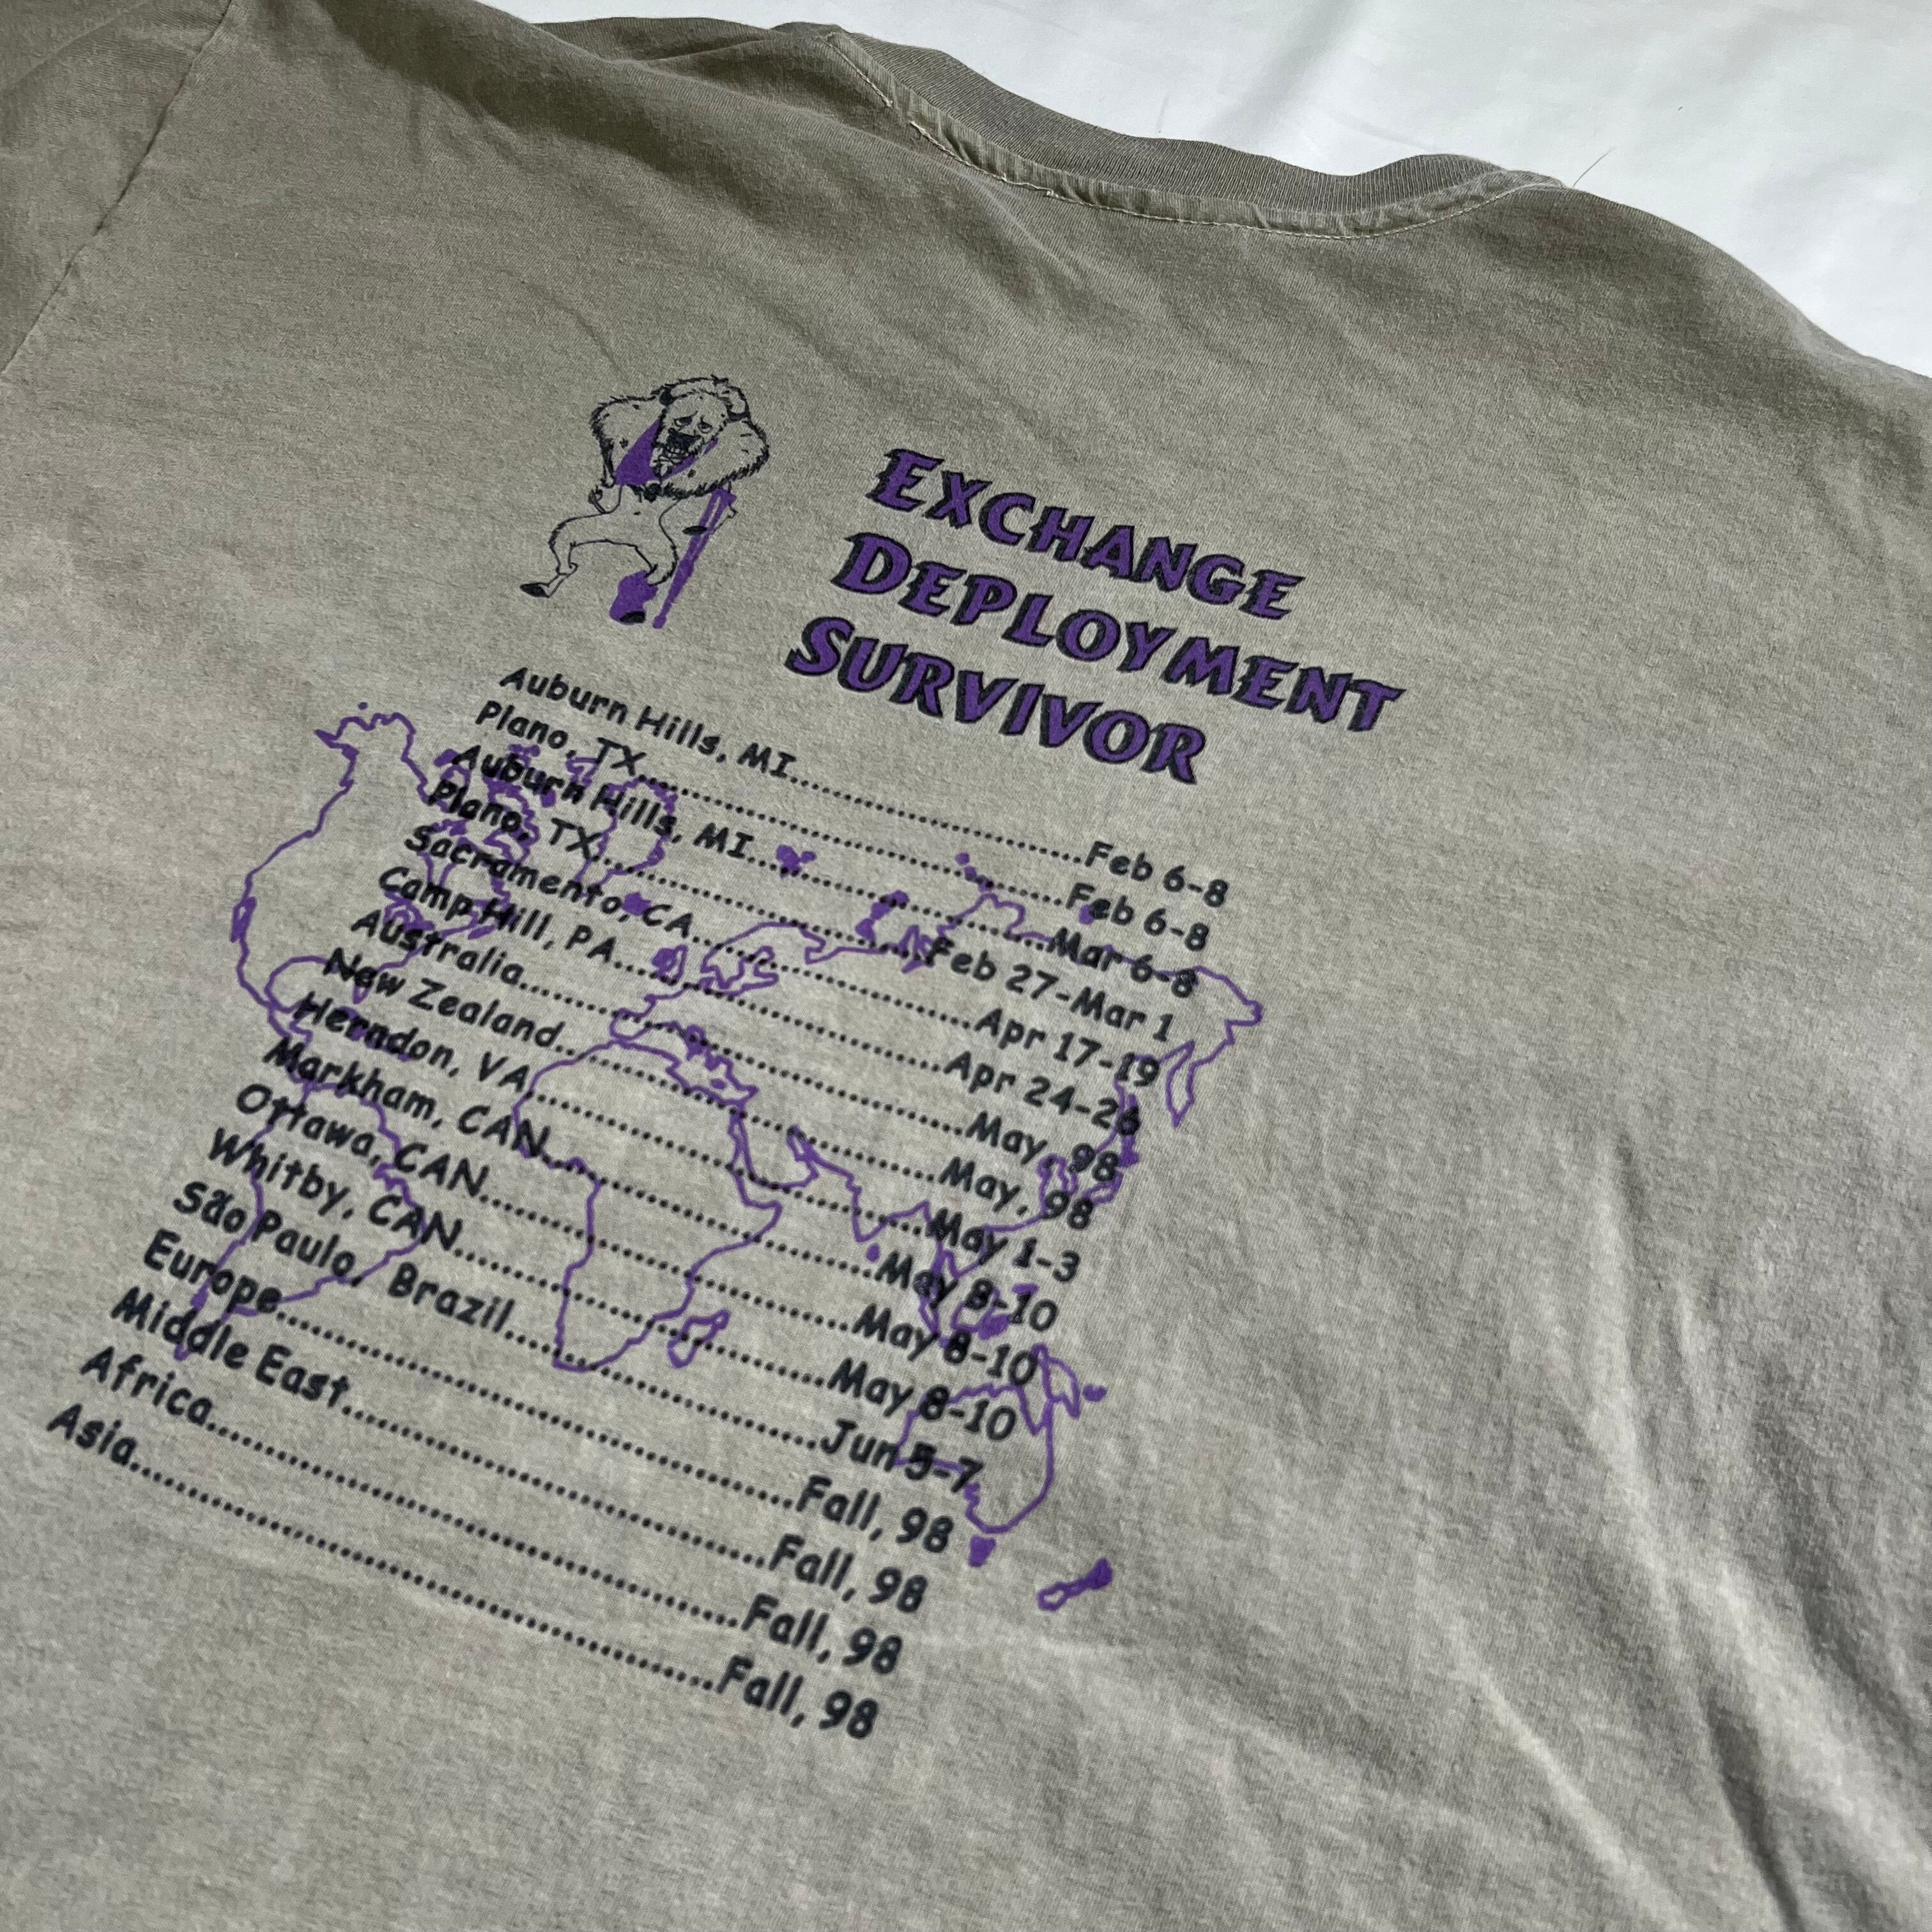 EXCHANGE
DEPLOYMENT
SURVIVOR
Auburn Hills, MI..............................Feb 6-8
Plano, TX..............................Feb 6-8
Auburn Hills, MI..............................Mar 6-8
Plano, TX..............................Feb 27-Mar 1
Sacramento, CA..............................Apr 17-19
Camp Hill, PA..............................Apr 24-26
Australia..............................May, 98
New Zealand..............................May, 98
Herndon, VA..............................May 1-3
Markham, CAN..............................May 8-10
Ottawa, CAN..............................May 8-10
Whitby, CAN..............................May 8-10
São Paulo, Brazil..............................Jun 5-7
Europe..............................Fall, 98
Middle East..............................Fall, 98
Africa..............................Fall, 98
Asia..............................Fall, 98